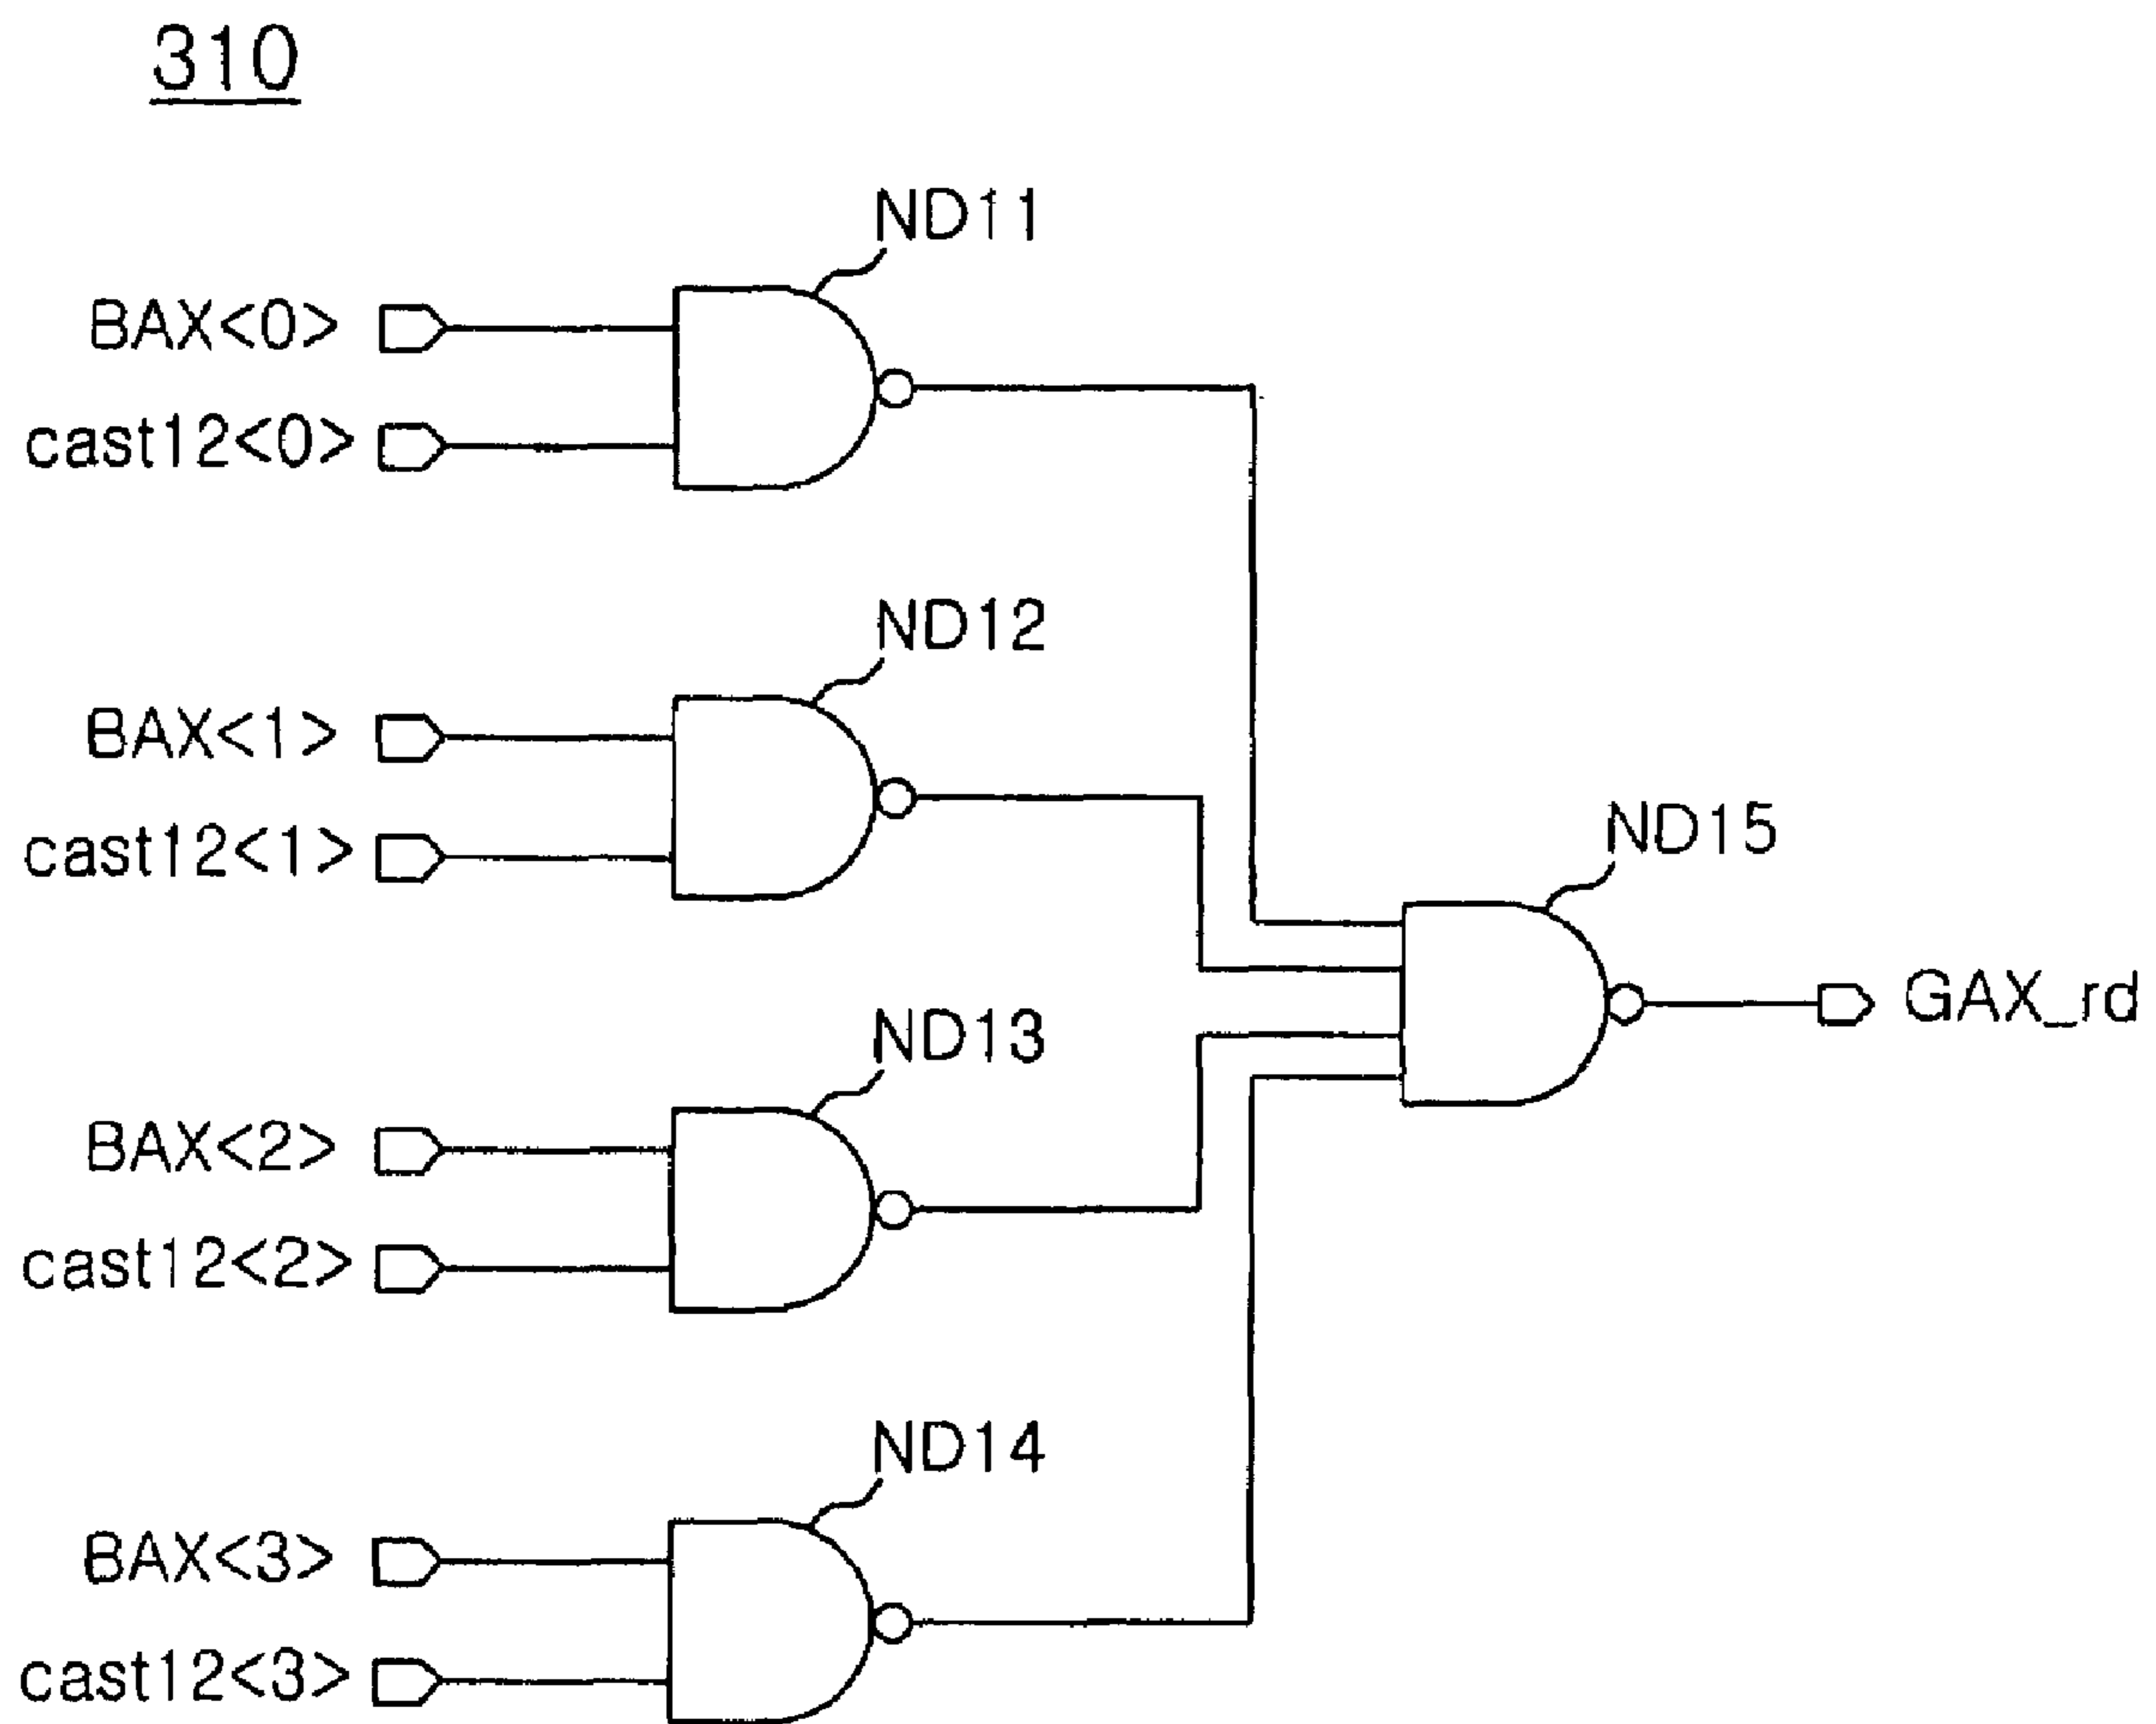 310
ND11
BAX<0>
cast12<0>
ND12
BAX<1>
cast12<1>
ND15
GAX_rd
ND13
BAX<2>
cast12<2>
ND14
BAX<3>
cast12<3>